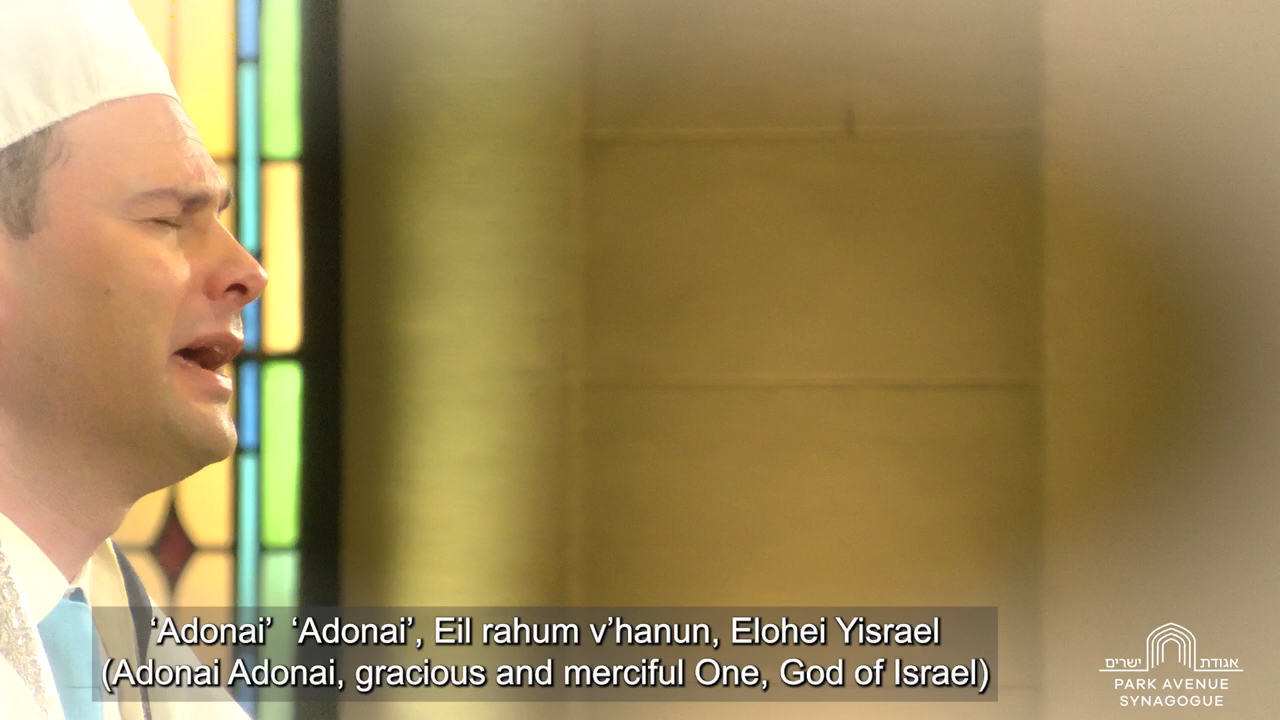 ‘Adonai’ ‘Adonai’, Eil rahum v’hanun, Elohei Yisrael
(Adonai Adonai, gracious and merciful One, God of Israel)
אגודת ישרים
PARK AVENUE
SYNAGOGUE